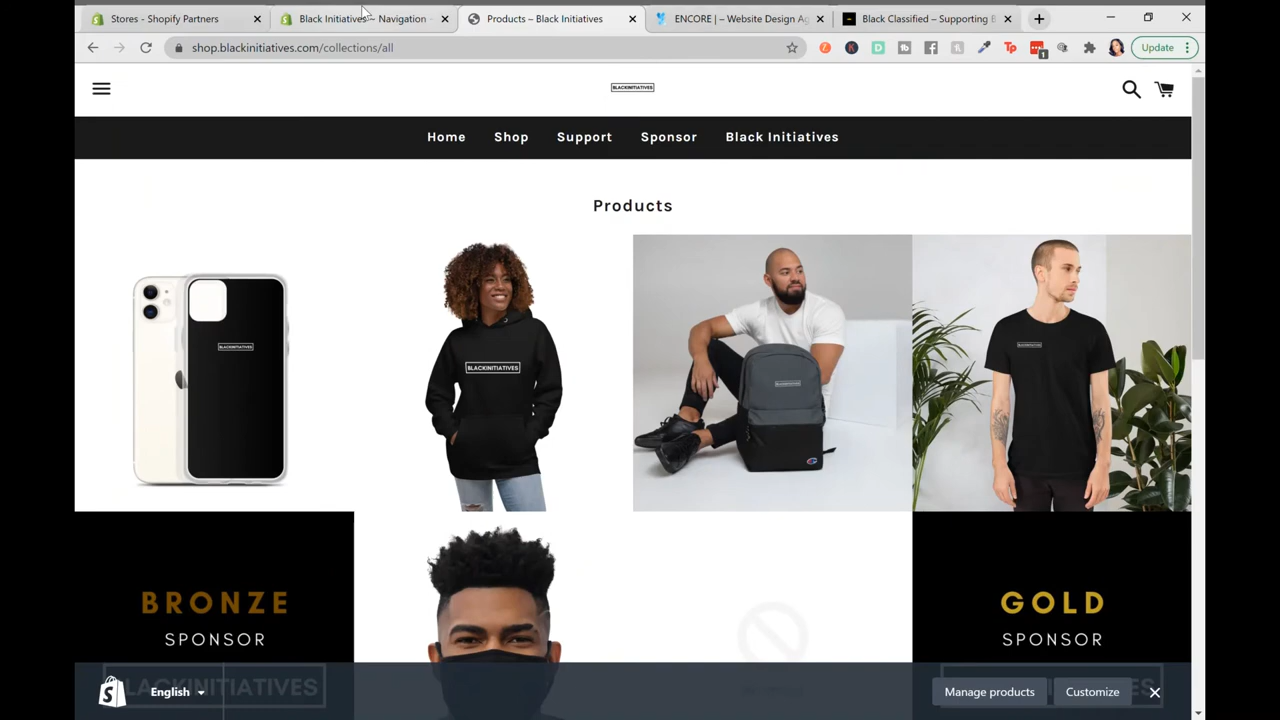 Stores - Shopify Partners
Black Initiatives ~ Navigation
Products – Black Initiatives
ENCORE | – Website Design Ag
Black Classified – Supporting B
shop.blackinitiatives.com/collections/all
Update
BLACKINITIATIVES
Home Shop Support Sponsor Black Initiatives
Products
BLACKINITIATIVES
BLACKINITIATIVES
BLACKINITIATIVES
BLACKINITIATIVES
BRONZE
SPONSOR
GOLD
SPONSOR
LACKINITIATIVES
English
Manage products
Customize